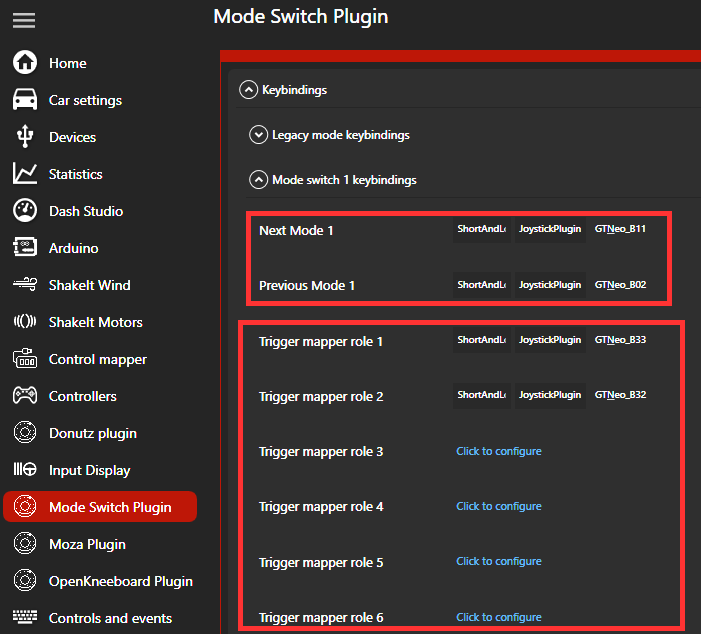 Mode Switch Plugin
Home
Car settings
Devices
Statistics
Dash Studio
Arduino
ShakeIt Wind
ShakeIt Motors
Control mapper
Controllers
Donutz plugin
Input Display
Mode Switch Plugin
Moza Plugin
OpenKneeboard Plugin
Controls and events
Keybindings
Legacy mode keybindings
Mode switch 1 keybindings
Next Mode 1 ShortAndLo JoystickPlugin GTNeo_B11
Previous Mode 1 ShortAndLo JoystickPlugin GTNeo_B02
Trigger mapper role 1 ShortAndLo JoystickPlugin GTNeo_B33
Trigger mapper role 2 ShortAndLo JoystickPlugin GTNeo_B32
Trigger mapper role 3 Click to configure
Trigger mapper role 4 Click to configure
Trigger mapper role 5 Click to configure
Trigger mapper role 6 Click to configure